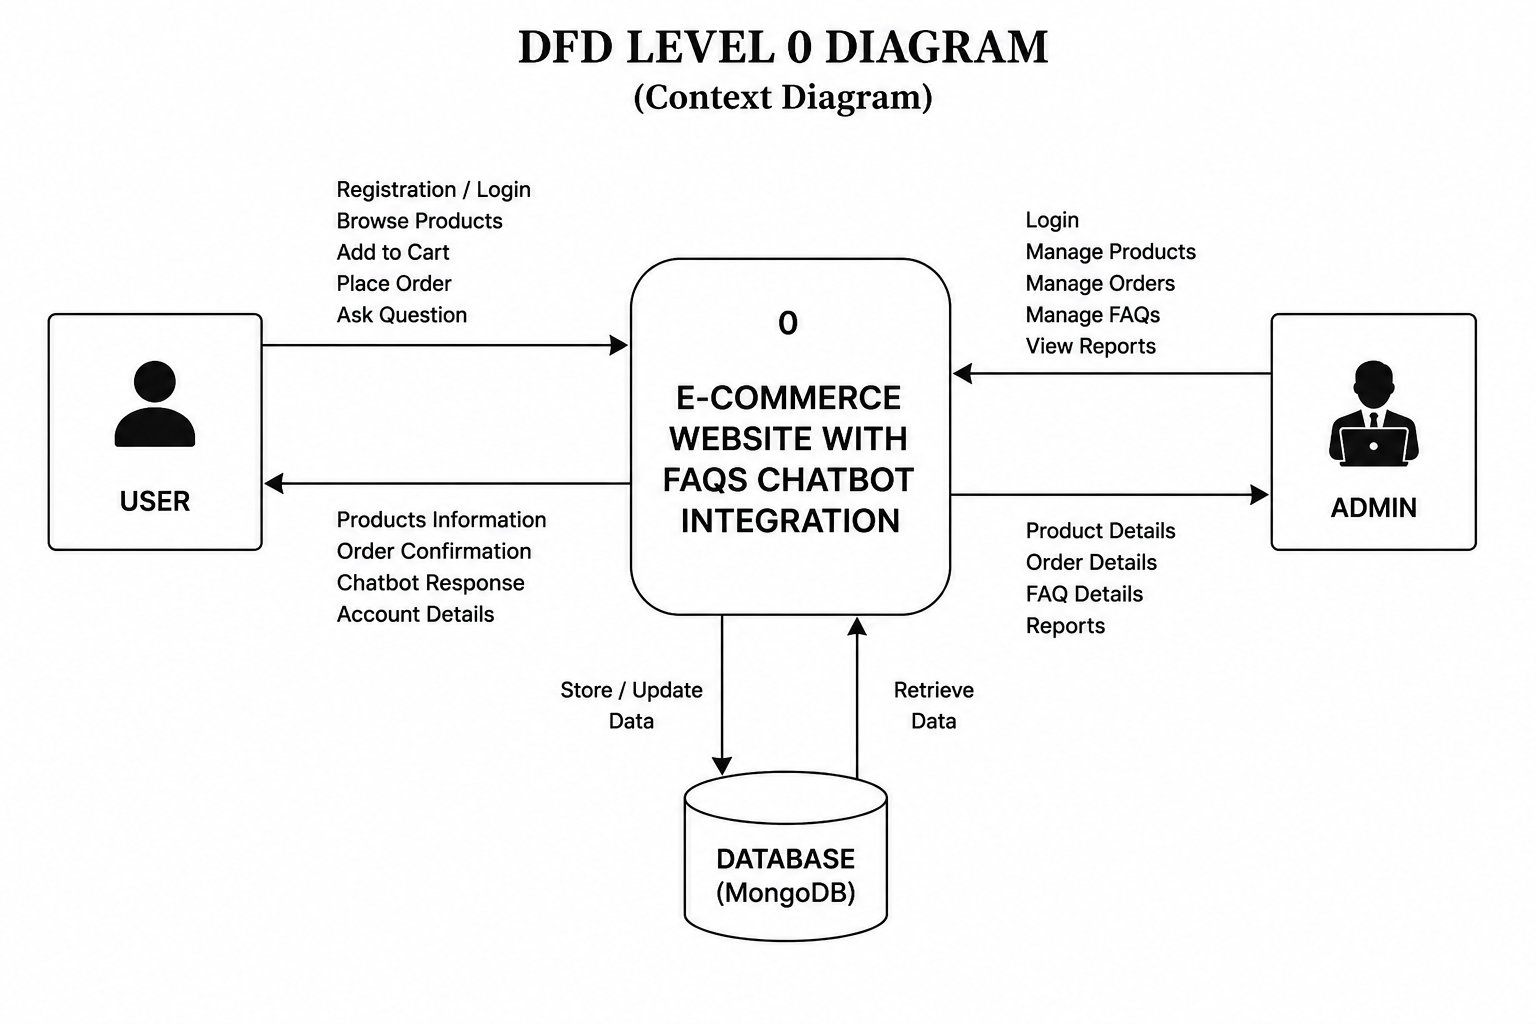 DFD LEVEL 0 DIAGRAM
(Context Diagram)
Registration / Login
Browse Products
Add to Cart
Place Order
Ask Question
Login
Manage Products
Manage Orders
Manage FAQs
View Reports
0
E-COMMERCE
WEBSITE WITH
FAQS CHATBOT
INTEGRATION
USER
ADMIN
Products Information
Order Confirmation
Chatbot Response
Account Details
Product Details
Order Details
FAQ Details
Reports
Store / Update
Data
Retrieve
Data
DATABASE
(MongoDB)